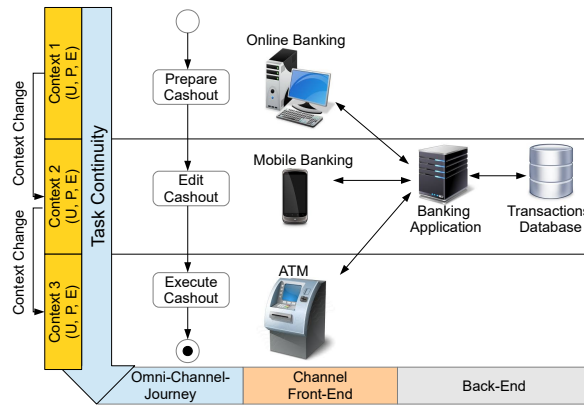 Context 1
(U, P, E)
Context Change
Context 2
(U, P, E)
Context Change
Context 3
(U, P, E)
Task Continuity
Prepare
Cashout
Online Banking
Edit
Cashout
Mobile Banking
Banking
Application
Transactions
Database
Execute
Cashout
ATM
Omni-Channel-
Journey
Channel
Front-End
Back-End